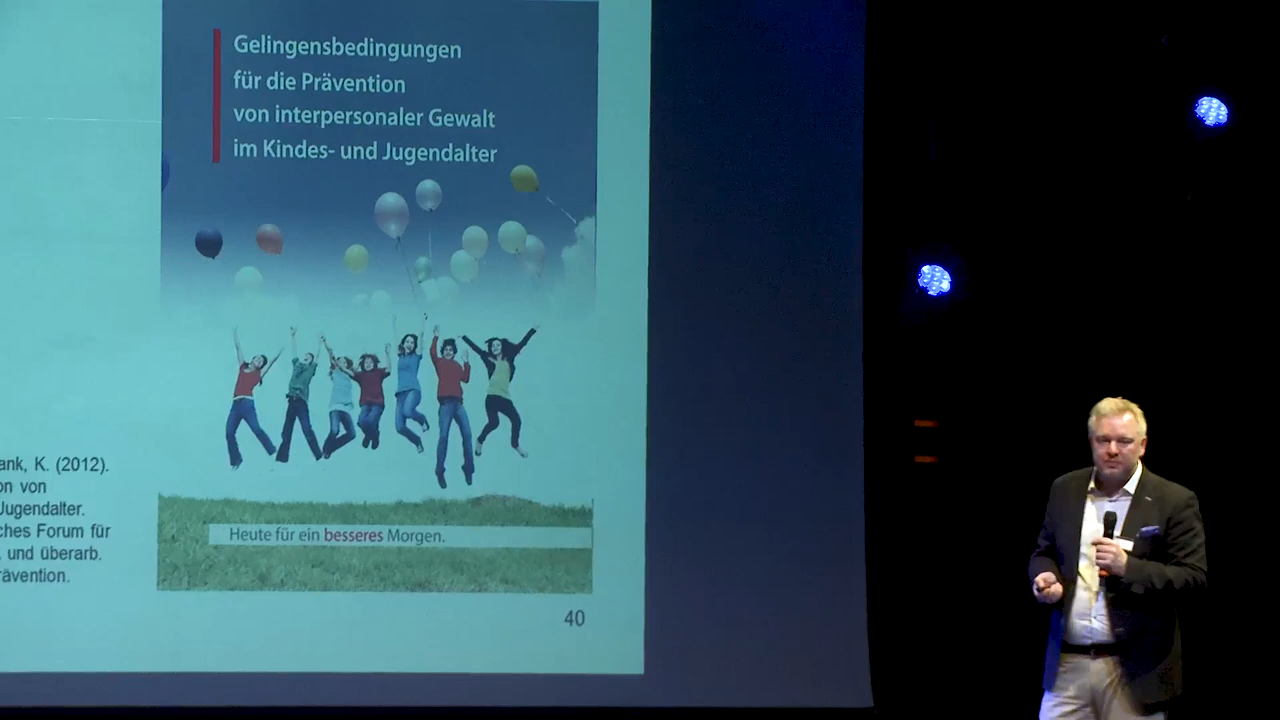 Gelingensbedingungen
für die Prävention
von interpersonaler Gewalt
im Kindes- und Jugendalter
ank, K. (2012).
on von
Jugendalter.
ches Forum für
. und überarb.
rävention.
Heute für ein besseres Morgen.
40